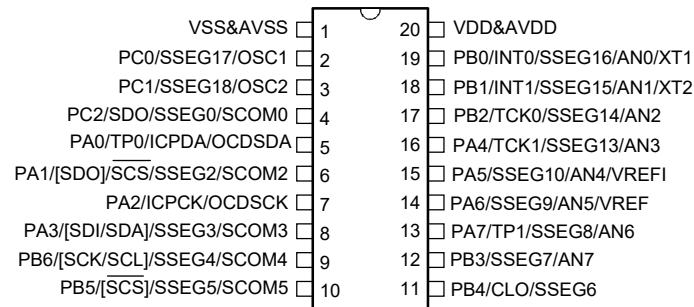 VSS&AVSS 1 20 VDD&AVDD
PC0/SSEG17/OSC1 2 19 PB0/INT0/SSEG16/AN0/XT1
PC1/SSEG18/OSC2 3 18 PB1/INT1/SSEG15/AN1/XT2
PC2/SDO/SSEG0/SCOM0 4 17 PB2/TCK0/SSEG14/AN2
PA0/TP0/ICPDA/OCDSDA 5 16 PA4/TCK1/SSEG13/AN3
PA1/[SDO]/SCS/SSEG2/SCOM2 6 15 PA5/SSEG10/AN4/VREFI
PA2/ICPCK/OCDSCK 7 14 PA6/SSEG9/AN5/VREF
PA3/[SDI/SDA]/SSEG3/SCOM3 8 13 PA7/TP1/SSEG8/AN6
PB6/[SCK/SCL]/SSEG4/SCOM4 9 12 PB3/SSEG7/AN7
PB5/[SCS]/SSEG5/SCOM5 10 11 PB4/CLO/SSEG6